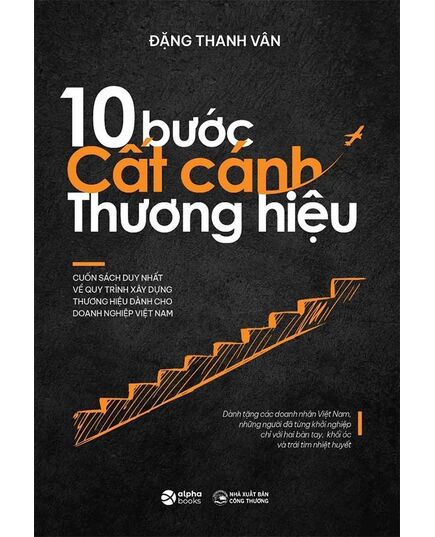 ĐẶNG THANH VÂN
10 bước
Cất cánh
Thương hiệu
CUỐN SÁCH DUY NHẤT
VỀ QUY TRÌNH XÂY DỰNG
THƯƠNG HIỆU DÀNH CHO
DOANH NGHIỆP VIỆT NAM
Dành tặng các doanh nhân Việt Nam,
những người đã từng khởi nghiệp
chỉ với hai bàn tay, khối óc
và trái tim nhiệt huyết
alpha
books
NHÀ XUẤT BẢN
CÔNG THƯƠNG